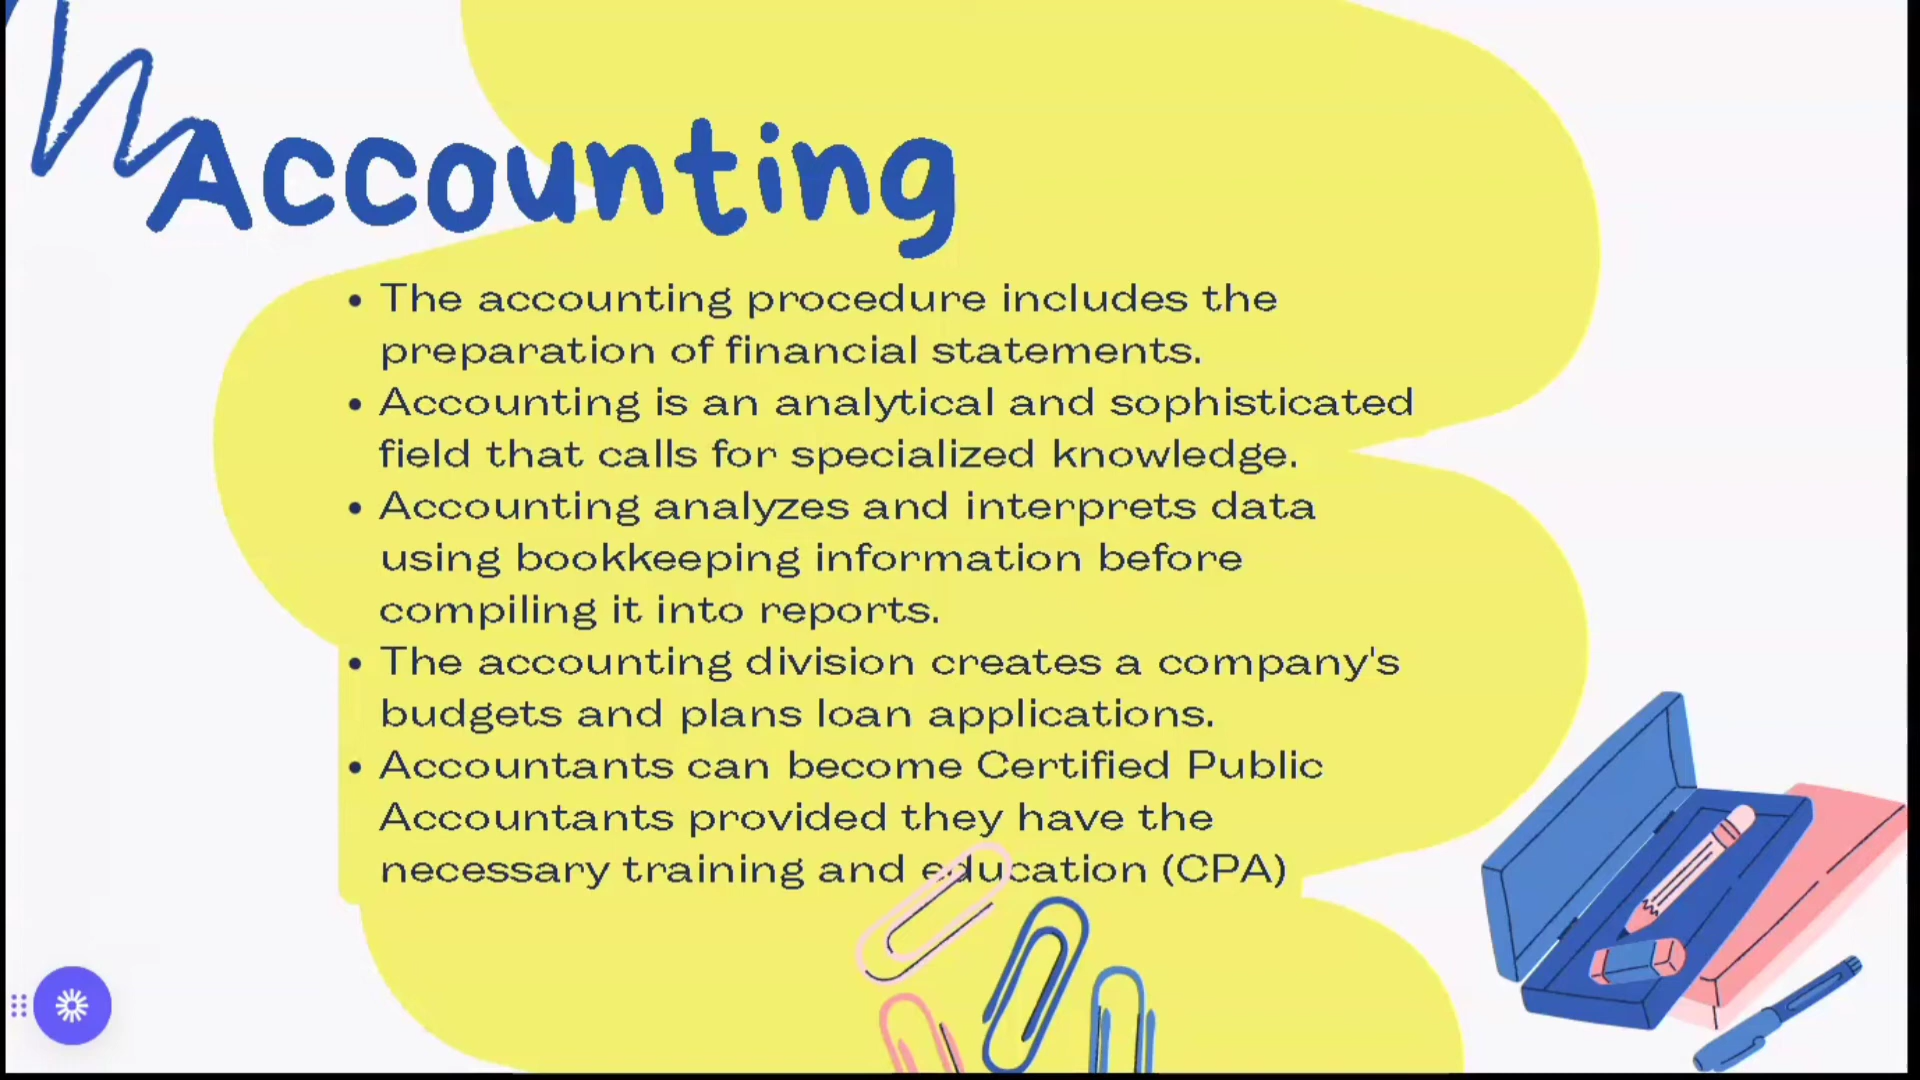 Accounting
• The accounting procedure includes the
preparation of financial statements.
• Accounting is an analytical and sophisticated
field that calls for specialized knowledge.
• Accounting analyzes and interprets data
using bookkeeping information before
compiling it into reports.
• The accounting division creates a company's
budgets and plans loan applications.
• Accountants can become Certified Public
Accountants provided they have the
necessary training and education (CPA)